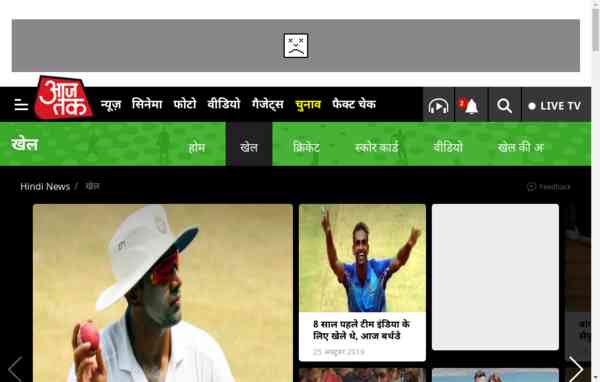 आज
तक
न्यूज़ सिनेमा फोटो वीडियो गैजेट्स चुनाव फैक्ट चेक
2
LIVE TV
खेल
होम खेल क्रिकेट स्कोर कार्ड वीडियो खेल की
Hindi News / खेल
Feedback
8 साल पहले टीम इंडिया के
लिए खेले थे, आज बर्थडे
25 अक्टूबर 2019